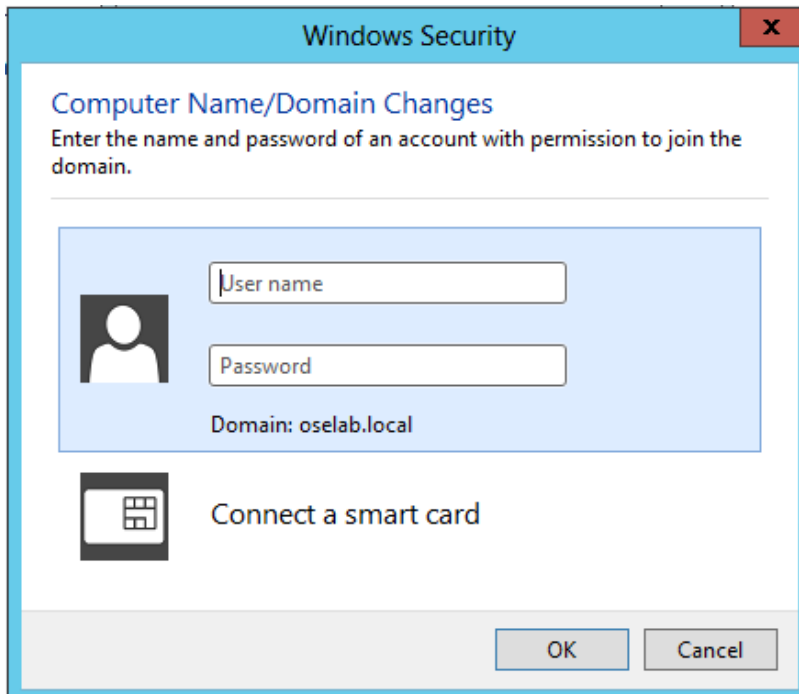 Windows Security
x
Computer Name/Domain Changes
Enter the name and password of an account with permission to join the
domain.
User name
Password
Domain: oselab.local
Connect a smart card
OK
Cancel